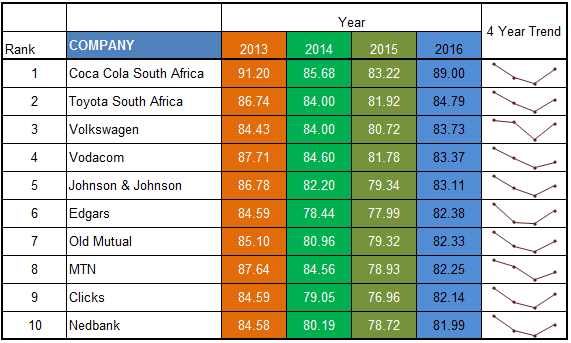 Year
4 Year Trend
Rank COMPANY 2013 2014 2015 2016
1 Coca Cola South Africa 91.20 85.68 83.22 89.00
2 Toyota South Africa 86.74 84.00 81.92 84.79
3 Volkswagen 84.43 84.00 80.72 83.73
4 Vodacom 87.71 84.60 81.78 83.37
5 Johnson & Johnson 86.78 82.20 79.34 83.11
6 Edgars 84.59 78.44 77.99 82.38
7 Old Mutual 85.10 80.96 79.32 82.33
8 MTN 87.64 84.56 78.93 82.25
9 Clicks 84.59 79.05 76.96 82.14
10 Nedbank 84.58 80.19 78.72 81.99